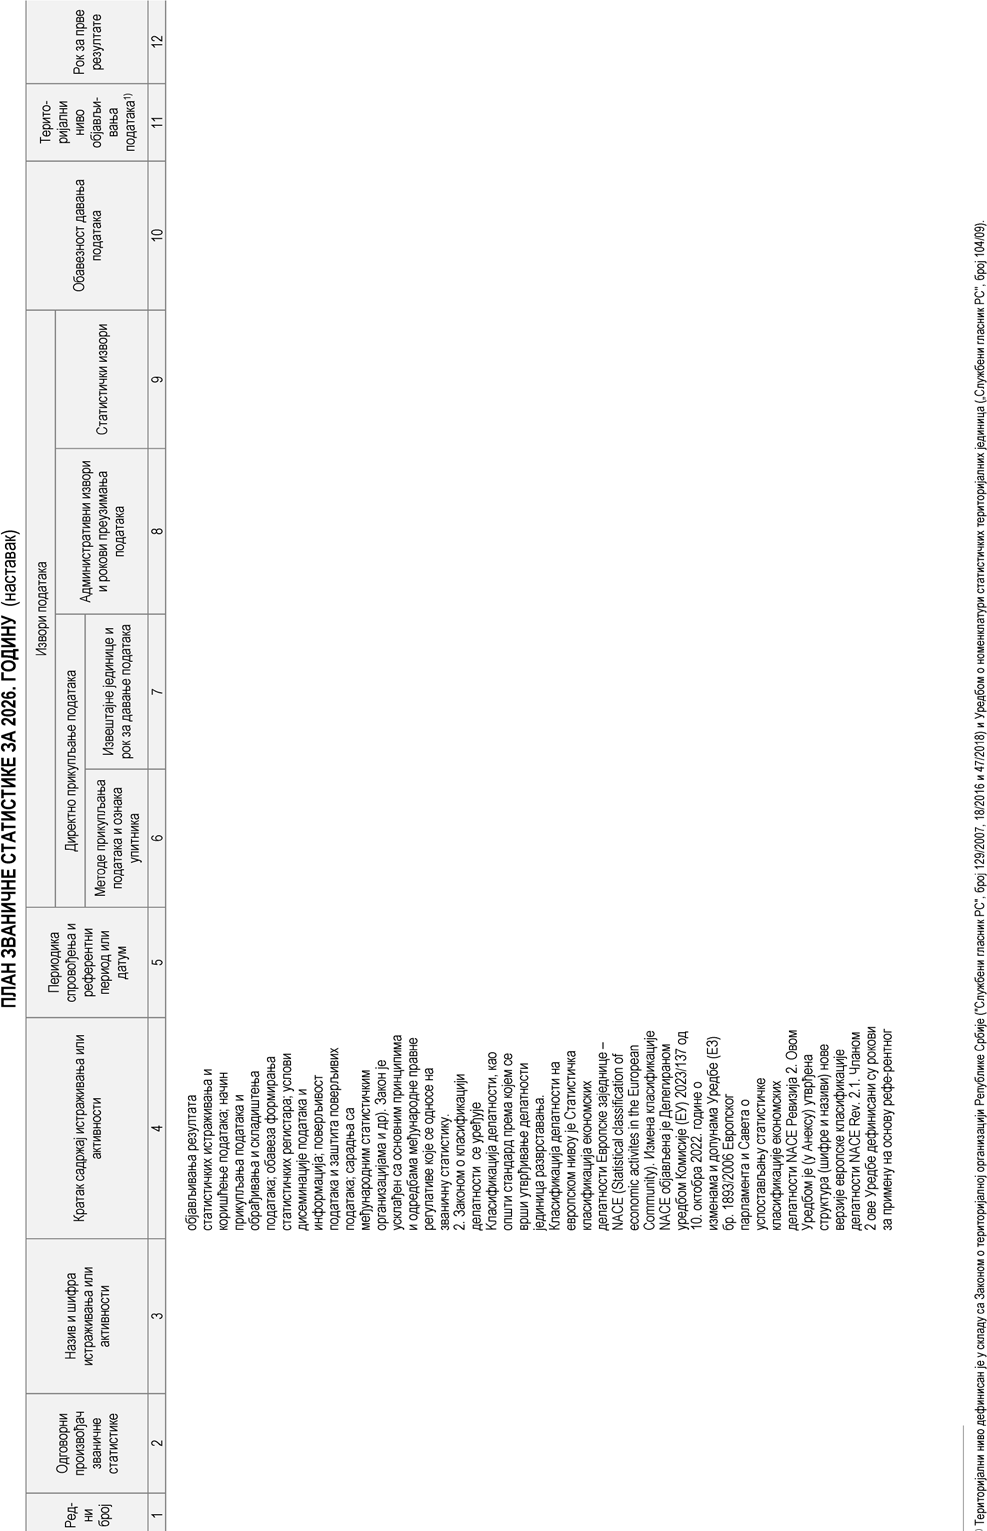 ПЛАН ЗВАНИЧНЕ СТАТИСТИКЕ ЗА 2026. ГОДИНУ (наставак)
Ред-
ни
број
Одговорни
произвођач
званичне
статистике
Назив и шифра
истраживања или
активности
Кратак садржај истраживања или
активности
Периодика
спровођења и
референтни
период или
датум
Извори података
Директно прикупљање података
Методе прикупљања
података и ознака
упитника
Извештајне јединице и
рок за давање података
Административни извори
и рокови преузимања
података
Статистички извори
Обавезност давања
података
Терито-
ријални
ниво
објављи-
вања
података1)
Рок за прве
резултате
1 2 3 4 5 6 7 8 9 10 11 12
објављивања резултата
статистичких истраживања и
коришћење података; начин
прикупљања података и
обрађивања и складиштења
података; обавеза формирања
статистичких регистара; услови
дисеминације података и
информација: поверљивост
података и заштита поверљивих
података; сарадња са
међународним статистичким
организацијама и др). Закон је
усклађен са основним принципима
и одредбама међународне правне
регулативе које се односе на
званичну статистику.
2. Законом о класификацији
делатности се уређује
Класификација делатности, као
општи стандард према којем се
врши утврђивање делатности
јединица разврставања.
Класификација делатности на
европском нивоу је Статистичка
класификација економских
делатности Европске заједнице –
NACE (Statistical classification of
economic activites in the European
Community). Измена класификације
NACE објављена је Делегираном
уредбом Комисије (ЕУ) 2023/137 од
10. октобра 2022. године о
изменама и допунама Уредбе (ЕЗ)
бр. 1893/2006 Европског
парламента и Савета о
успостављању статистичке
класификације економских
делатности NACE Ревизија 2. Овом
Уредбом је (у Анексу) утврђена
структура (шифре и називи) нове
верзије европске класификације
делатности NACE Rev. 2.1. Чланом
2 ове Уредбе дефинисани су рокови
за примену на основу рефе-рентног
) Територијални ниво дефинисан је у складу са Законом о територијалној организацији Републике Србије ("Службени гласник РС", број 129/2007, 18/2016 и 47/2018) и Уредбом о номенклатури статистичких територијалних јединица („Службени гласник РС", број 104/09).